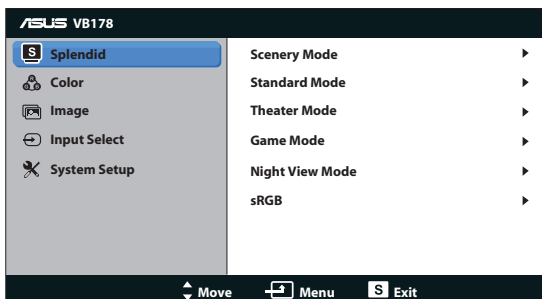 ASUS VB178
S Splendid
Color
Image
Input Select
System Setup
Scenery Mode
Standard Mode
Theater Mode
Game Mode
Night View Mode
sRGB
Move Menu S Exit